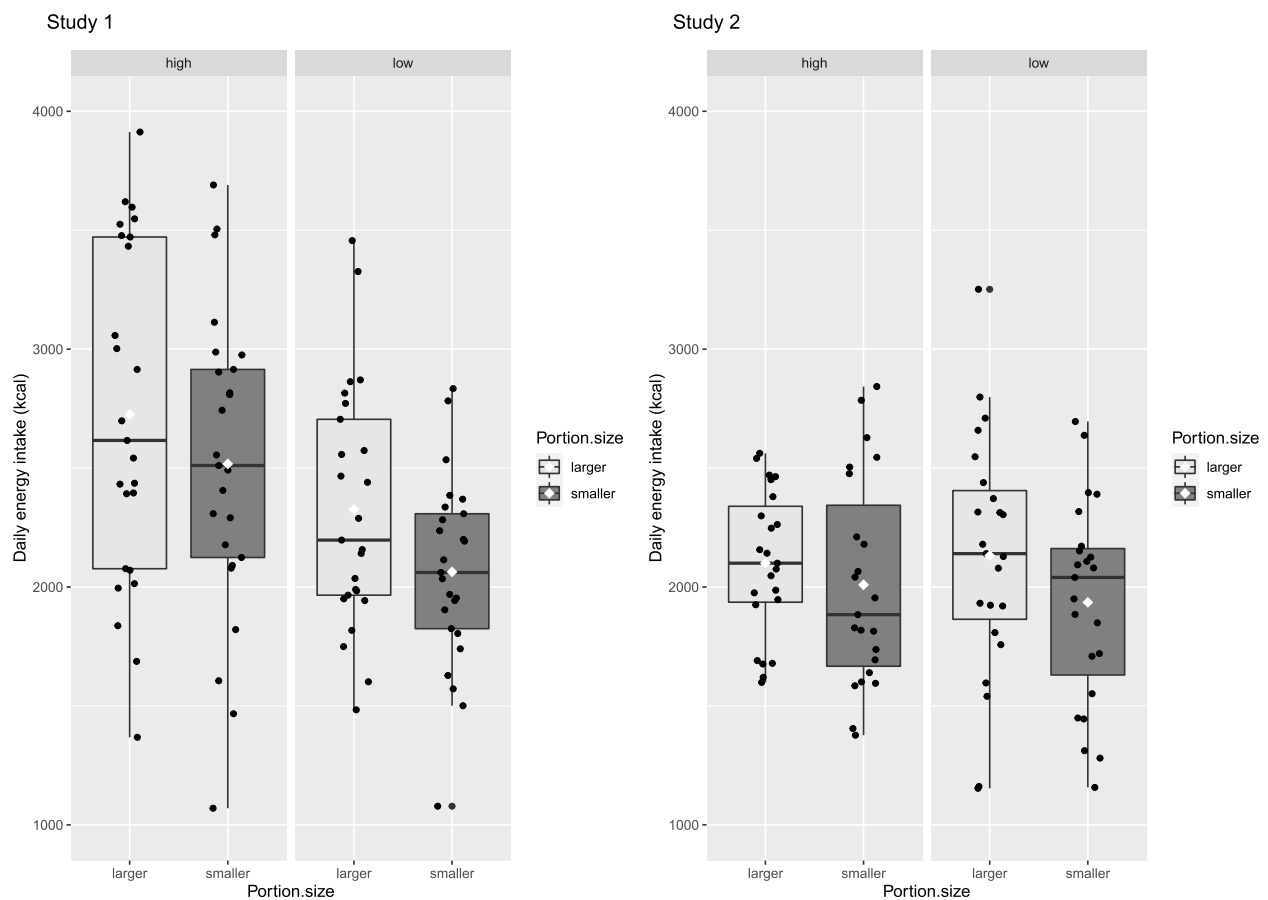 Study 1
high
low
4000
3000
2000
1000
Daily energy intake (kcal)
larger
smaller
larger
smaller
Portion.size
Portion.size
larger
smaller
Study 2
high
low
4000
3000
2000
1000
Daily energy intake (kcal)
larger
smaller
larger
smaller
Portion.size
Portion.size
larger
smaller